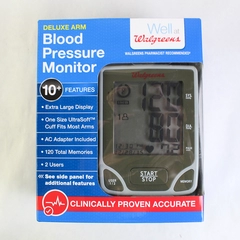 DELUXE ARM
Blood
Pressure
Monitor
Well at
Walgreens
WALGREENS PHARMACIST RECOMMENDED
10+ FEATURES
• Extra Large Display
• One Size UltraSoft™
Cuff Fits Most Arms
• AC Adapter Included
• 120 Total Memories
• 2 Users
•• See side panel for
additional features
Walgreens
START
STOP
CLINICALLY PROVEN ACCURATE